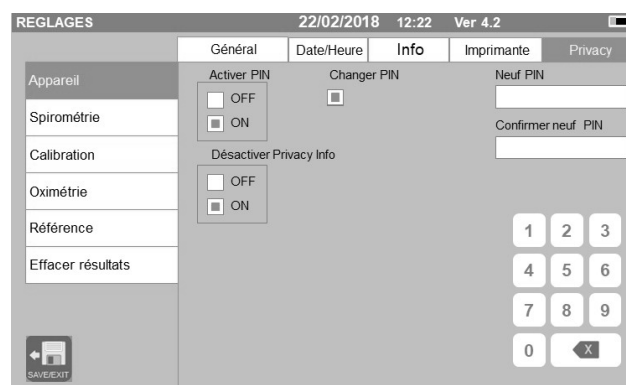 REGLAGES 22/02/2018 12:22 Ver 4.2
Général Date/Heure Info Imprimante Privacy
Appareil
Spirométrie
Calibration
Oximétrie
Référence
Effacer résultats
Activer PIN
OFF
ON
Changer PIN
Désactiver Privacy Info
OFF
ON
Neuf PIN
Confirmer neuf PIN
1 2 3
4 5 6
7 8 9
0 X
SAVE/EXIT